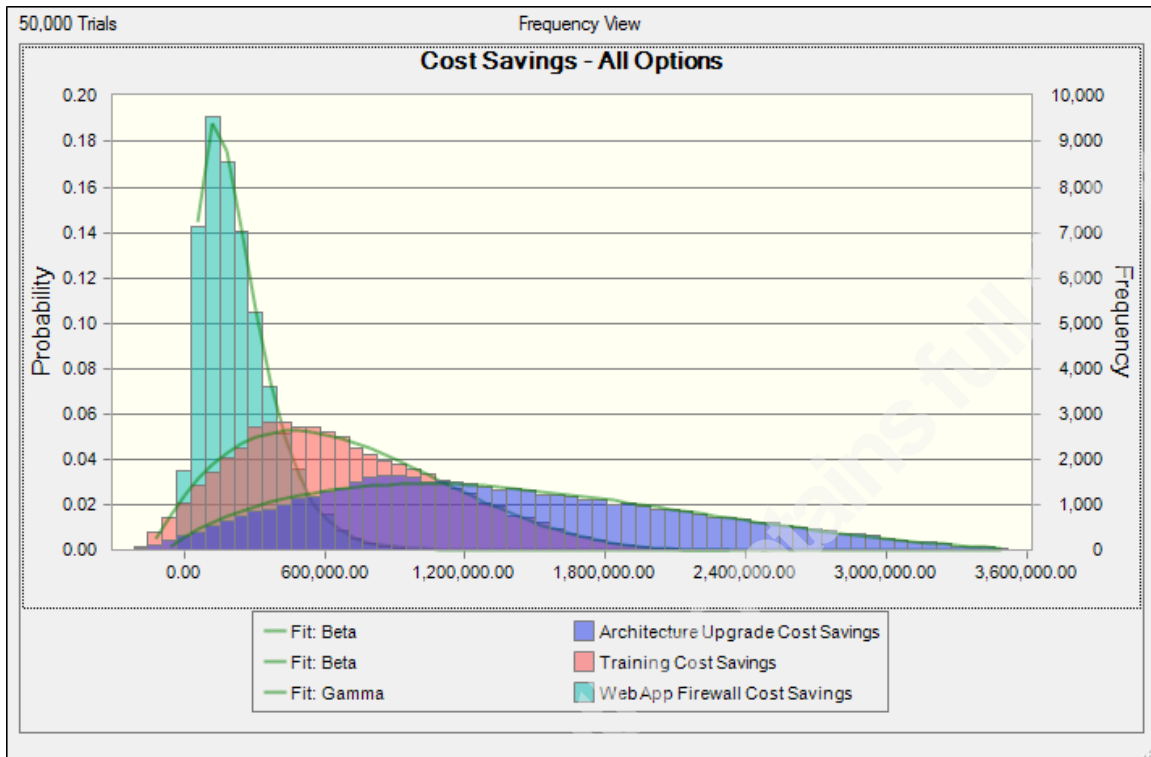 50,000 Trials
Frequency View
Cost Savings - All Options
0.20
0.18
0.16
0.14
0.12
0.10
0.08
0.06
0.04
0.02
0.00
Probability
10,000
9,000
8,000
7,000
6,000
5,000
4,000
3,000
2,000
1,000
0
Frequency
0.00 600,000.00 1,200,000.00 1,800,000.00 2,400,000.00 3,000,000.00 3,600,000.00
Fit: Beta
Fit: Beta
Fit: Gamma
Architecture Upgrade Cost Savings
Training Cost Savings
WebApp Firewall Cost Savings